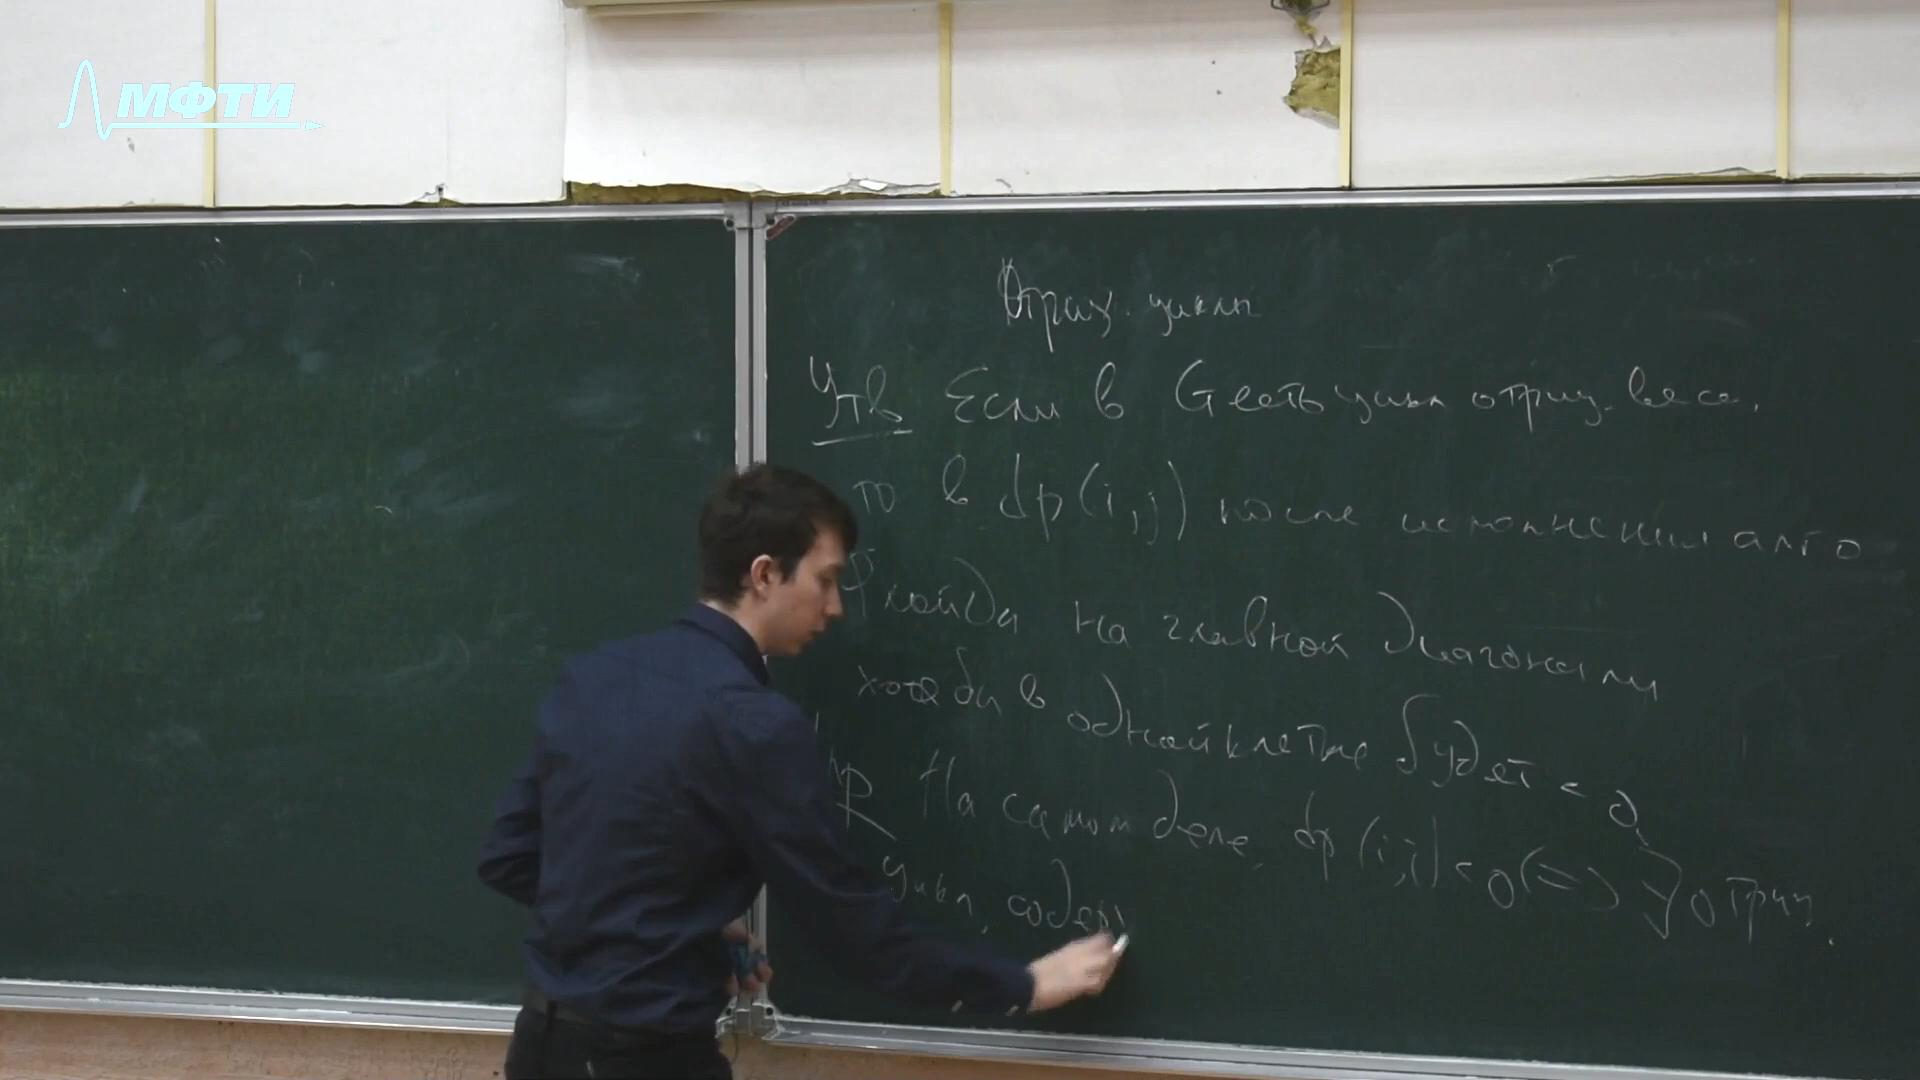 МФТИ
Отриц. циклы
Утв Если в G есть цикл отриц. веса,
то в dp(i,j) после исполнения алго
Флойда на главной диагонали
хотя бы в одной клетке будет < 0,
На самом деле, dp(i,i) < 0 (=> ∃ отриц.
цикл, содерж